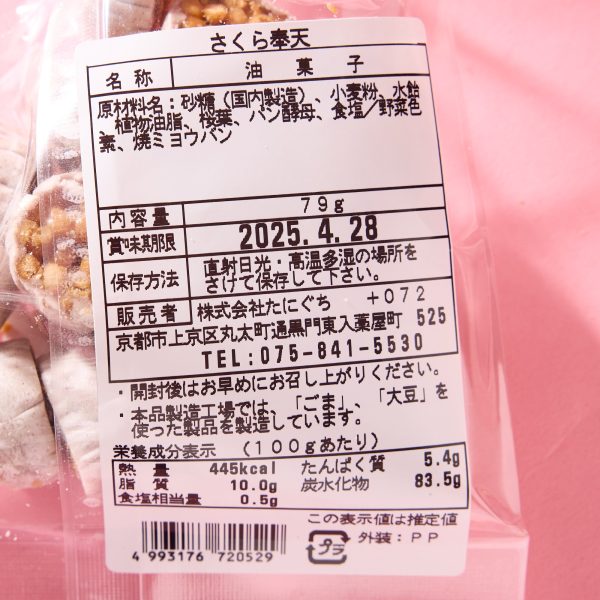 さくら奉天
名称 油菓子
原材料名：砂糖（国内製造）、小麦粉、水飴
、植物油脂、桜葉、パン酵母、食塩／野菜色
素、焼ミョウバン
内容量 79g
賞味期限 2025.4.28
保存方法 直射日光・高温多湿の場所を
さけて保存して下さい。
販売者 株式会社たにぐち +072
京都市上京区丸太町通黒門東入藁屋町 525
TEL:075-841-5530
・開封後はお早めにお召し上がりください。
・本品製造工場では、「ごま」、「大豆」を
使った製品を製造しています。
栄養成分表示 （100gあたり）
熱量 445kcal たんぱく質 5.4g
脂質 10.0g 炭水化物 83.5g
食塩相当量 0.5g
この表示値は推定値
4 993176 720529
プラ 外装：PP